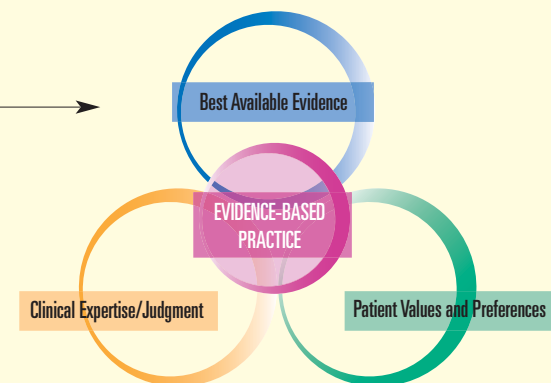 Best Available Evidence
EVIDENCE-BASED
PRACTICE
Clinical Expertise/Judgment
Patient Values and Preferences